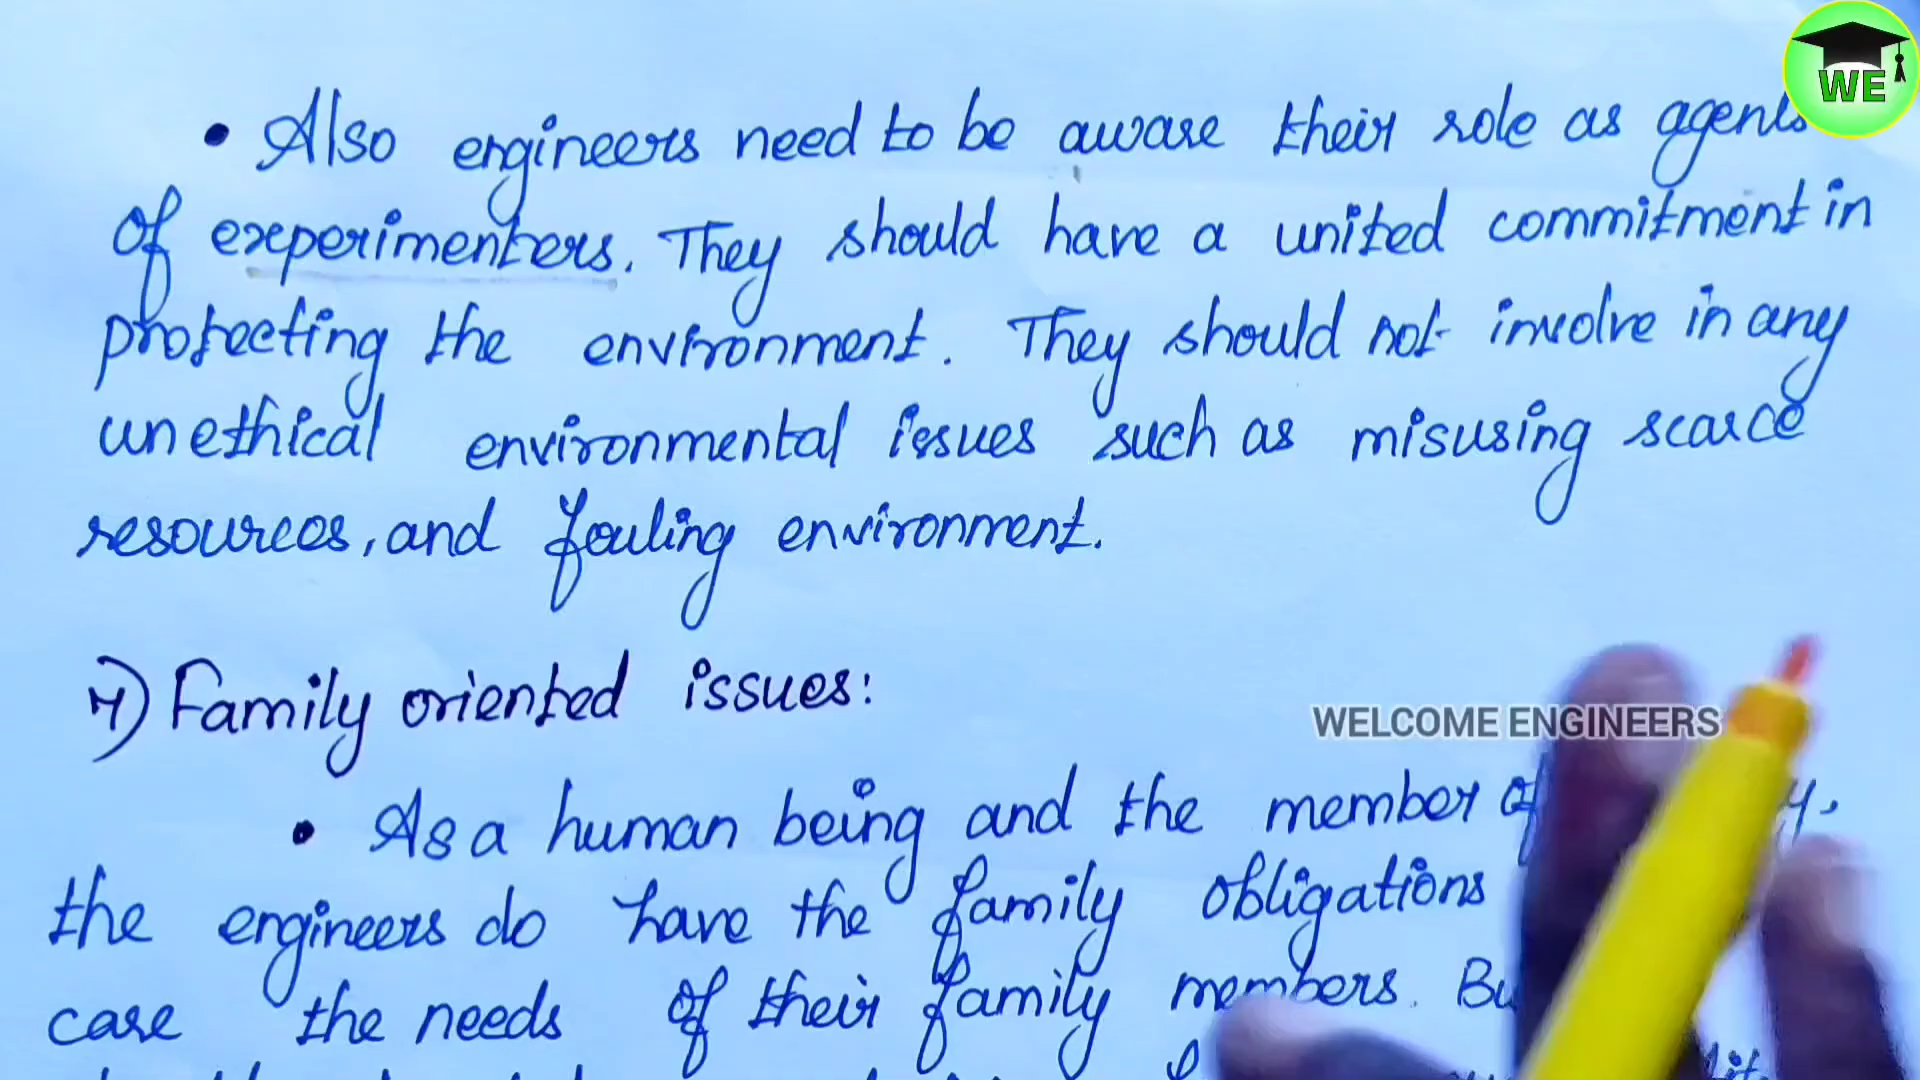 WE
• Also engineers need to be aware their role as agents
of experimenters. They should have a united commitment in
protecting the environment. They should not involve in any
unethical environmental issues such as misusing scarce
resources, and fouling environment.
4) Family oriented issues:
WELCOME ENGINEERS
• As a human being and the member of
the engineers do have the family obligations
case the needs of their family members.